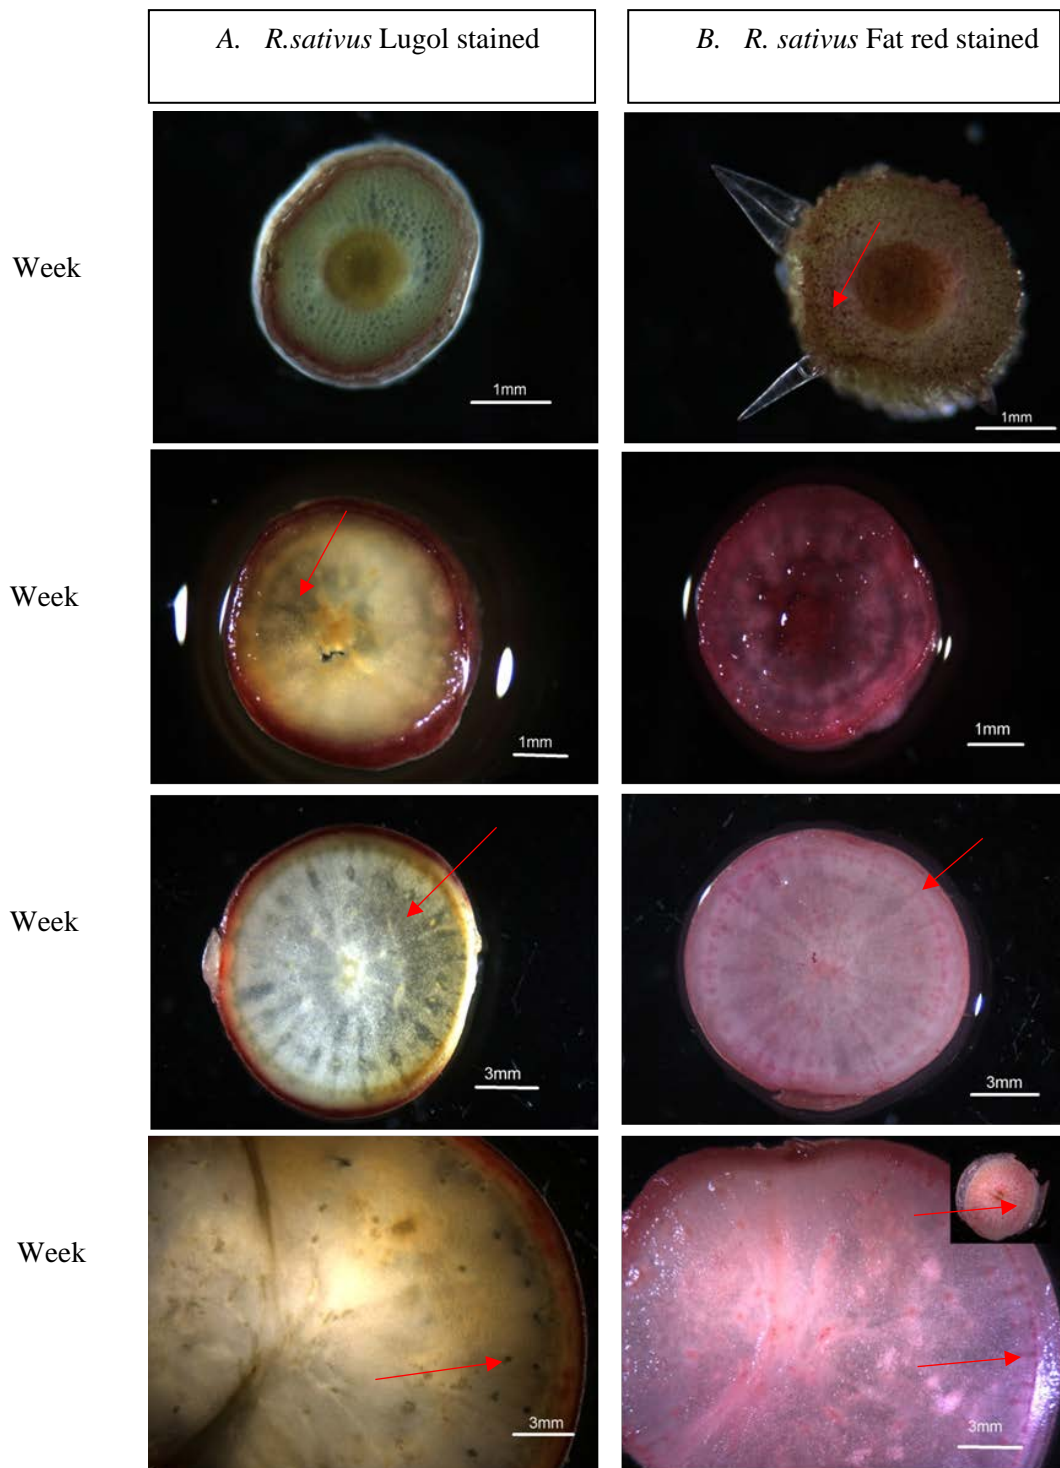 A. R.sativus Lugol stained
B. R. sativus Fat red stained
Week
1mm
1mm
Week
1mm
1mm
Week
3mm
3mm
Week
3mm
3mm